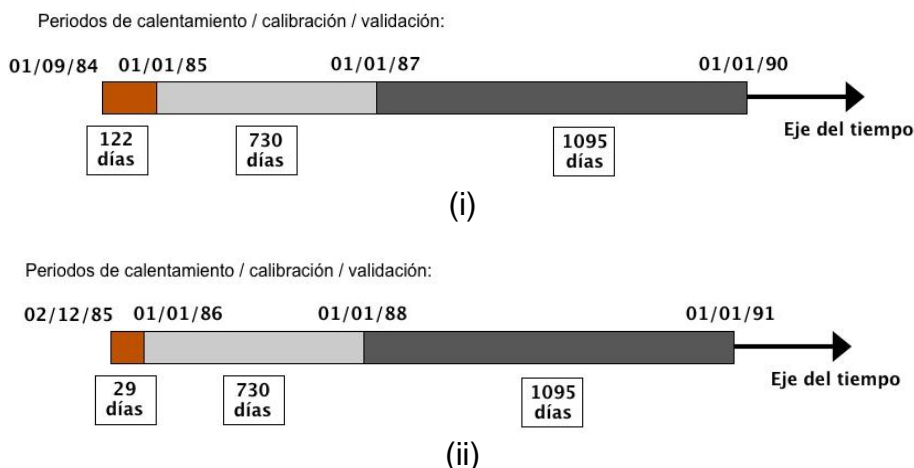 Periodos de calentamiento / calibración / validación:
01/09/84 01/01/85 01/01/87 01/01/90
Eje del tiempo
122 días
730 días
1095 días
(i)
Periodos de calentamiento / calibración / validación:
02/12/85 01/01/86 01/01/88 01/01/91
Eje del tiempo
29 días
730 días
1095 días
(ii)